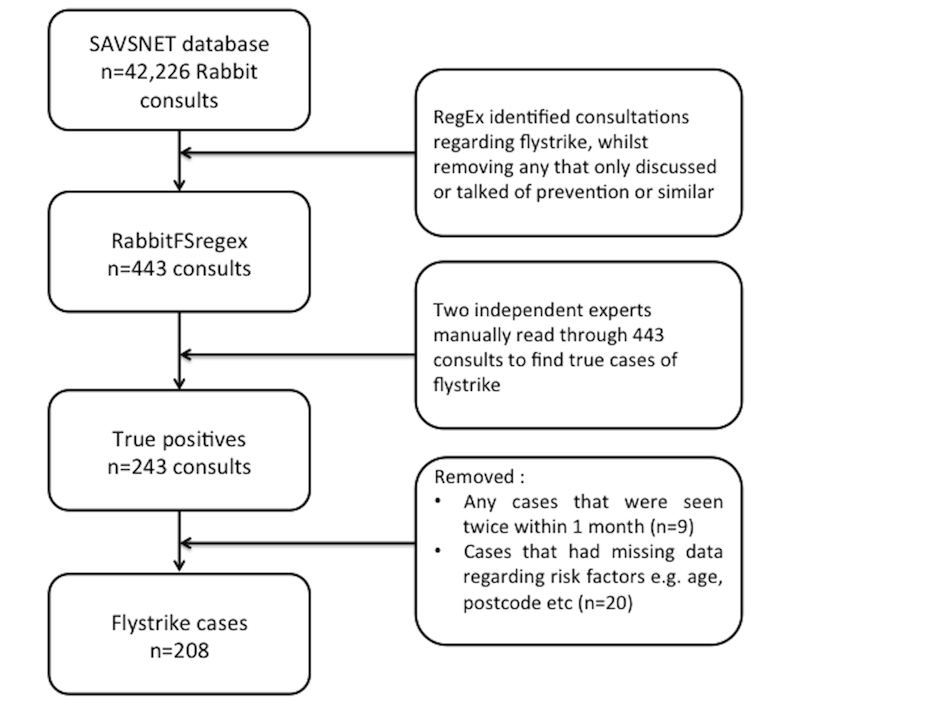 SAVSNET database
n=42,226 Rabbit
consults
RegEx identified consultations
regarding flystrike, whilst
removing any that only discussed
or talked of prevention or similar
RabbitFSregex
n=443 consults
Two independent experts
manually read through 443
consults to find true cases of
flystrike
True positives
n=243 consults
Removed :
• Any cases that were seen
twice within 1 month (n=9)
• Cases that had missing data
regarding risk factors e.g. age,
postcode etc (n=20)
Flystrike cases
n=208